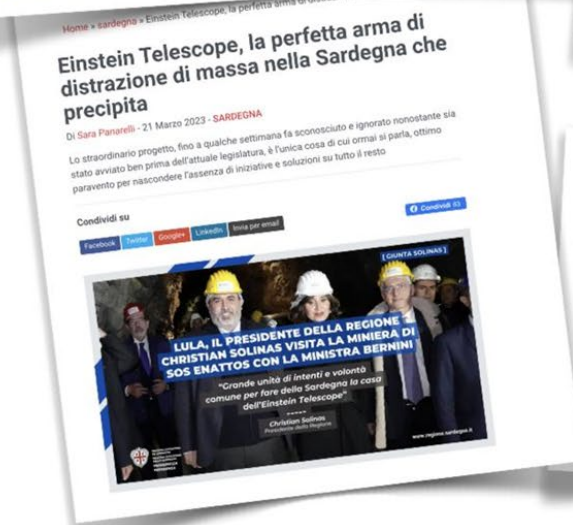 Home » sardegna » Einstein Telescope, la perfetta arma di
Einstein Telescope, la perfetta arma di
distrazione di massa nella Sardegna che
precipita
Di Sara Panarelli - 21 Marzo 2023 - SARDEGNA
Lo straordinario progetto, fino a qualche settimana fa sconosciuto e ignorato nonostante sia
stato avviato ben prima dell'attuale legislatura, è l'unica cosa di cui ormai si parla, ottimo
paravento per nascondere l'assenza di iniziative e soluzioni su tutto il resto
Condividi su
Condividi 93
Facebook Twitter Google+ Linkedin Invia per email
[ GIUNTA SOLINAS ]
LULA, IL PRESIDENTE DELLA REGIONE
CHRISTIAN SOLINAS VISITA LA MINIERA DI
SOS ENATTOS CON LA MINISTRA BERNINI
"Grande unità di intenti e volontà
comune per fare della Sardegna la casa
dell'Einstein Telescope"
Christian Solinas
Presidente della Regione
www.regione.sardegna.it